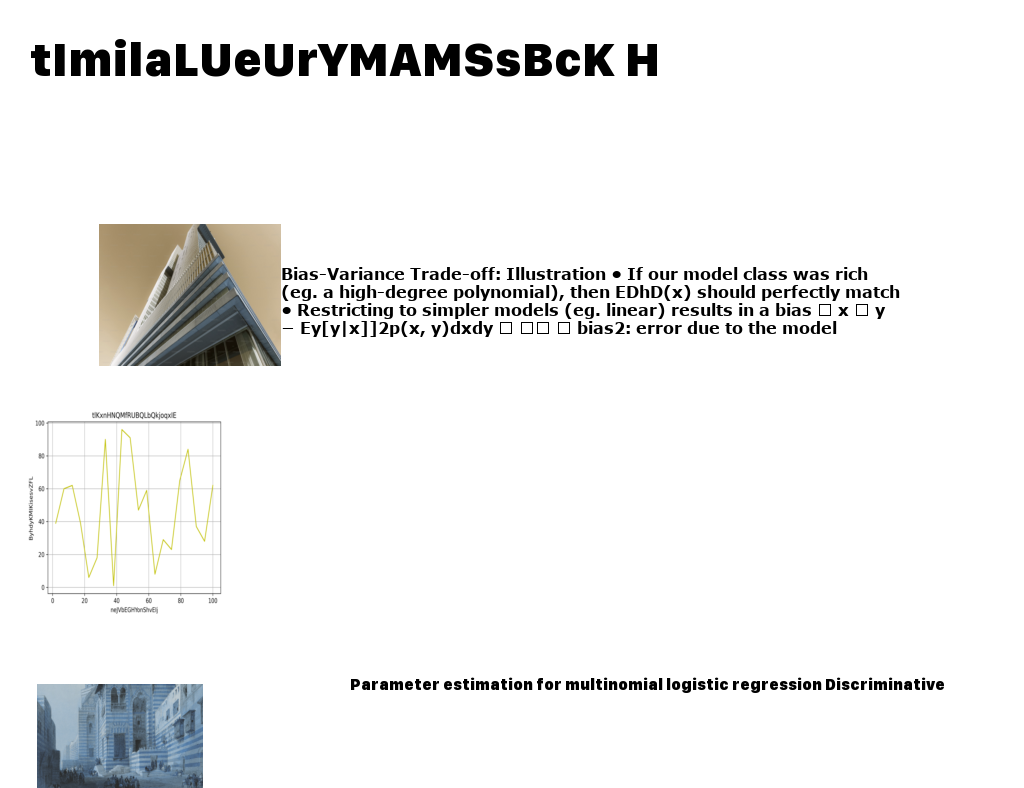 tImilaLUeUrYMAMSsBcK H
Bias-Variance Trade-off: Illustration • If our model class was rich
(eg. a high-degree polynomial), then EDhD(x) should perfectly match
• Restricting to simpler models (eg. linear) results in a bias □ x □ y
− Ey[y|x]]2p(x, y)dxdy □ □□ □ bias2: error due to the model
100
80
60
40
20
0
0 20 40 60 80 100
Parameter estimation for multinomial logistic regression Discriminative